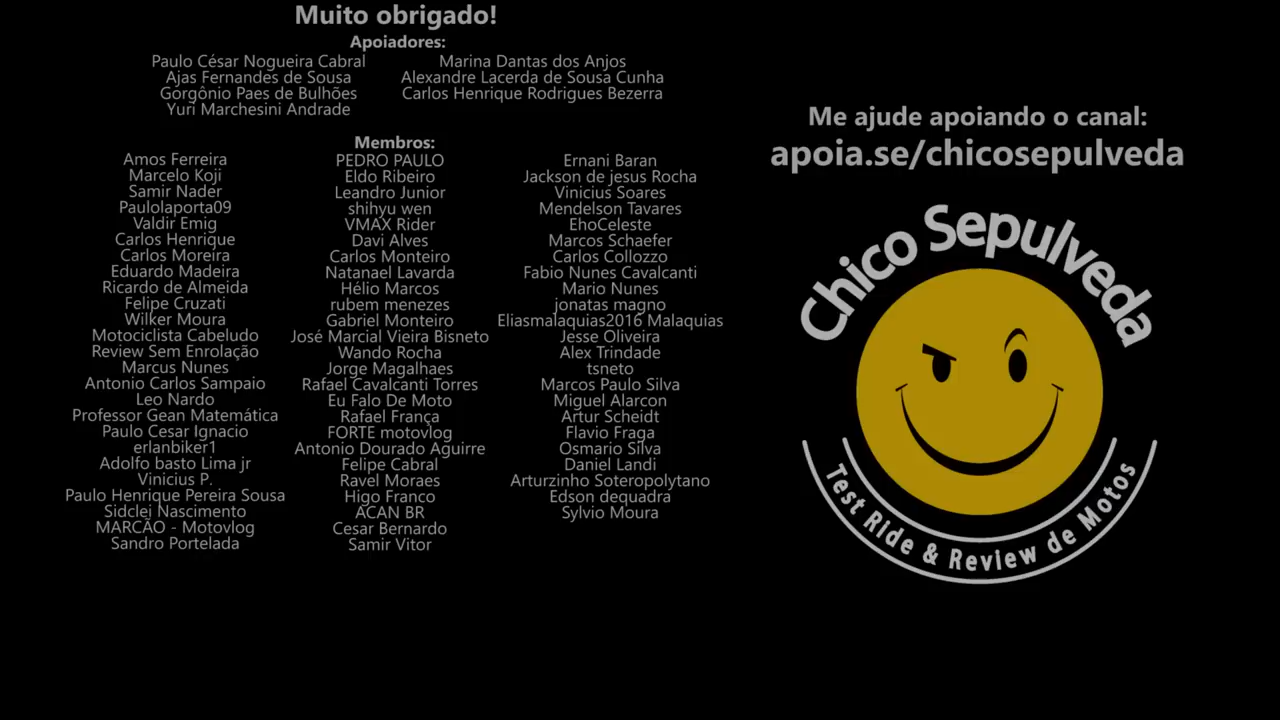 Muito obrigado!
Apoiadores:
Paulo César Nogueira Cabral
Ajas Fernandes de Sousa
Gorgônio Paes de Bulhões
Yuri Marchesini Andrade
Marina Dantas dos Anjos
Alexandre Lacerda de Sousa Cunha
Carlos Henrique Rodrigues Bezerra
Membros:
Amos Ferreira
Marcelo Koji
Samir Nader
Paulolaporta09
Valdir Emig
Carlos Henrique
Carlos Moreira
Eduardo Madeira
Ricardo de Almeida
Felipe Cruzati
Wilker Moura
Motociclista Cabeludo
Review Sem Enrolação
Marcus Nunes
Antonio Carlos Sampaio
Leo Nardo
Professor Gean Matemática
Paulo Cesar Ignacio
erlanbiker1
Adolfo basto Lima jr
Vinicius P.
Paulo Henrique Pereira Sousa
Sidclei Nascimento
MARCÃO - Motovlog
Sandro Portelada
PEDRO PAULO
Eldo Ribeiro
Leandro Junior
shihyu wen
VMAX Rider
Davi Alves
Carlos Monteiro
Natanael Lavarda
Hélio Marcos
rubem menezes
Gabriel Monteiro
José Marcial Vieira Bisneto
Wando Rocha
Jorge Magalhaes
Rafael Cavalcanti Torres
Eu Falo De Moto
Rafael França
FORTE motovlog
Antonio Dourado Aguirre
Felipe Cabral
Ravel Moraes
Higo Franco
ACAN BR
Cesar Bernardo
Samir Vitor
Ernani Baran
Jackson de jesus Rocha
Vinicius Soares
Mendelson Tavares
EhoCeleste
Marcos Schaefer
Carlos Collozzo
Fabio Nunes Cavalcanti
Mario Nunes
jonatas magno
Eliasmalaquias2016 Malaquias
Jesse Oliveira
Alex Trindade
tsneto
Marcos Paulo Silva
Miguel Alarcon
Artur Scheidt
Flavio Fraga
Osmario Silva
Daniel Landi
Arturzinho Soteropolytano
Edson dequadra
Sylvio Moura
Me ajude apoiando o canal:
apoia.se/chicosepulveda
Chico Sepulveda
Test Ride & Review de Motos